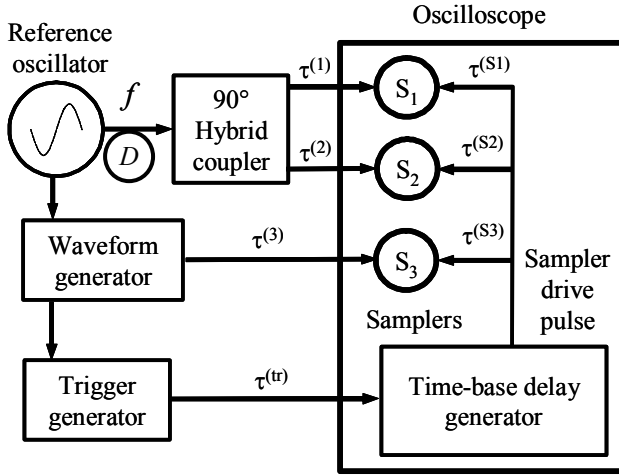 Oscilloscope
Reference
oscillator
f
D
90°
Hybrid
coupler
τ(1)
τ(2)
S1
S2
τ(S1)
τ(S2)
Waveform
generator
τ(3)
S3
τ(S3)
Samplers
Sampler
drive
pulse
Trigger
generator
τ(tr)
Time-base delay
generator